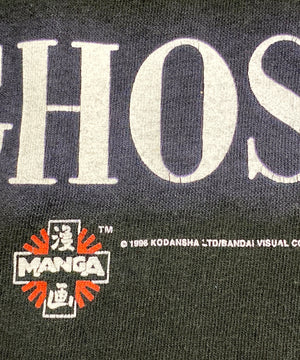 GHOS
漫 ™
MANGA
画
© 1996 KODANSHA LTD/BANDAI VISUAL CO